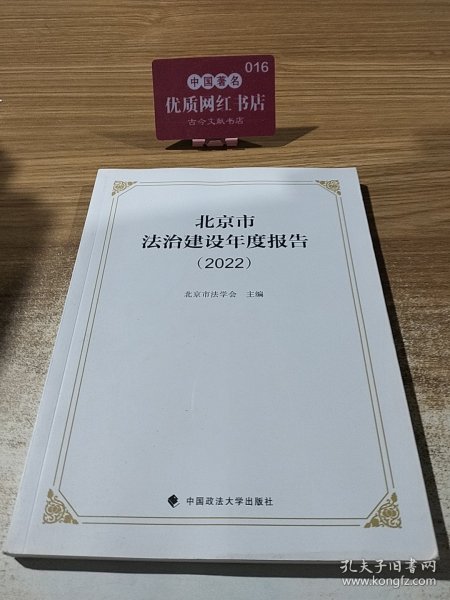 016
中国著名
优质网红书店
古今文献书店
北京市
法治建设年度报告
(2022)
北京市法学会 主编
中国政法大学出版社
孔夫子旧书网
www.kongfz.com